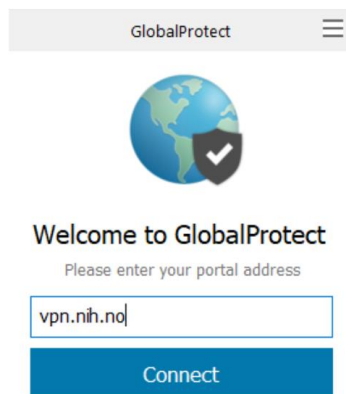 GlobalProtect
Welcome to GlobalProtect
Please enter your portal address
vpn.nih.no
Connect